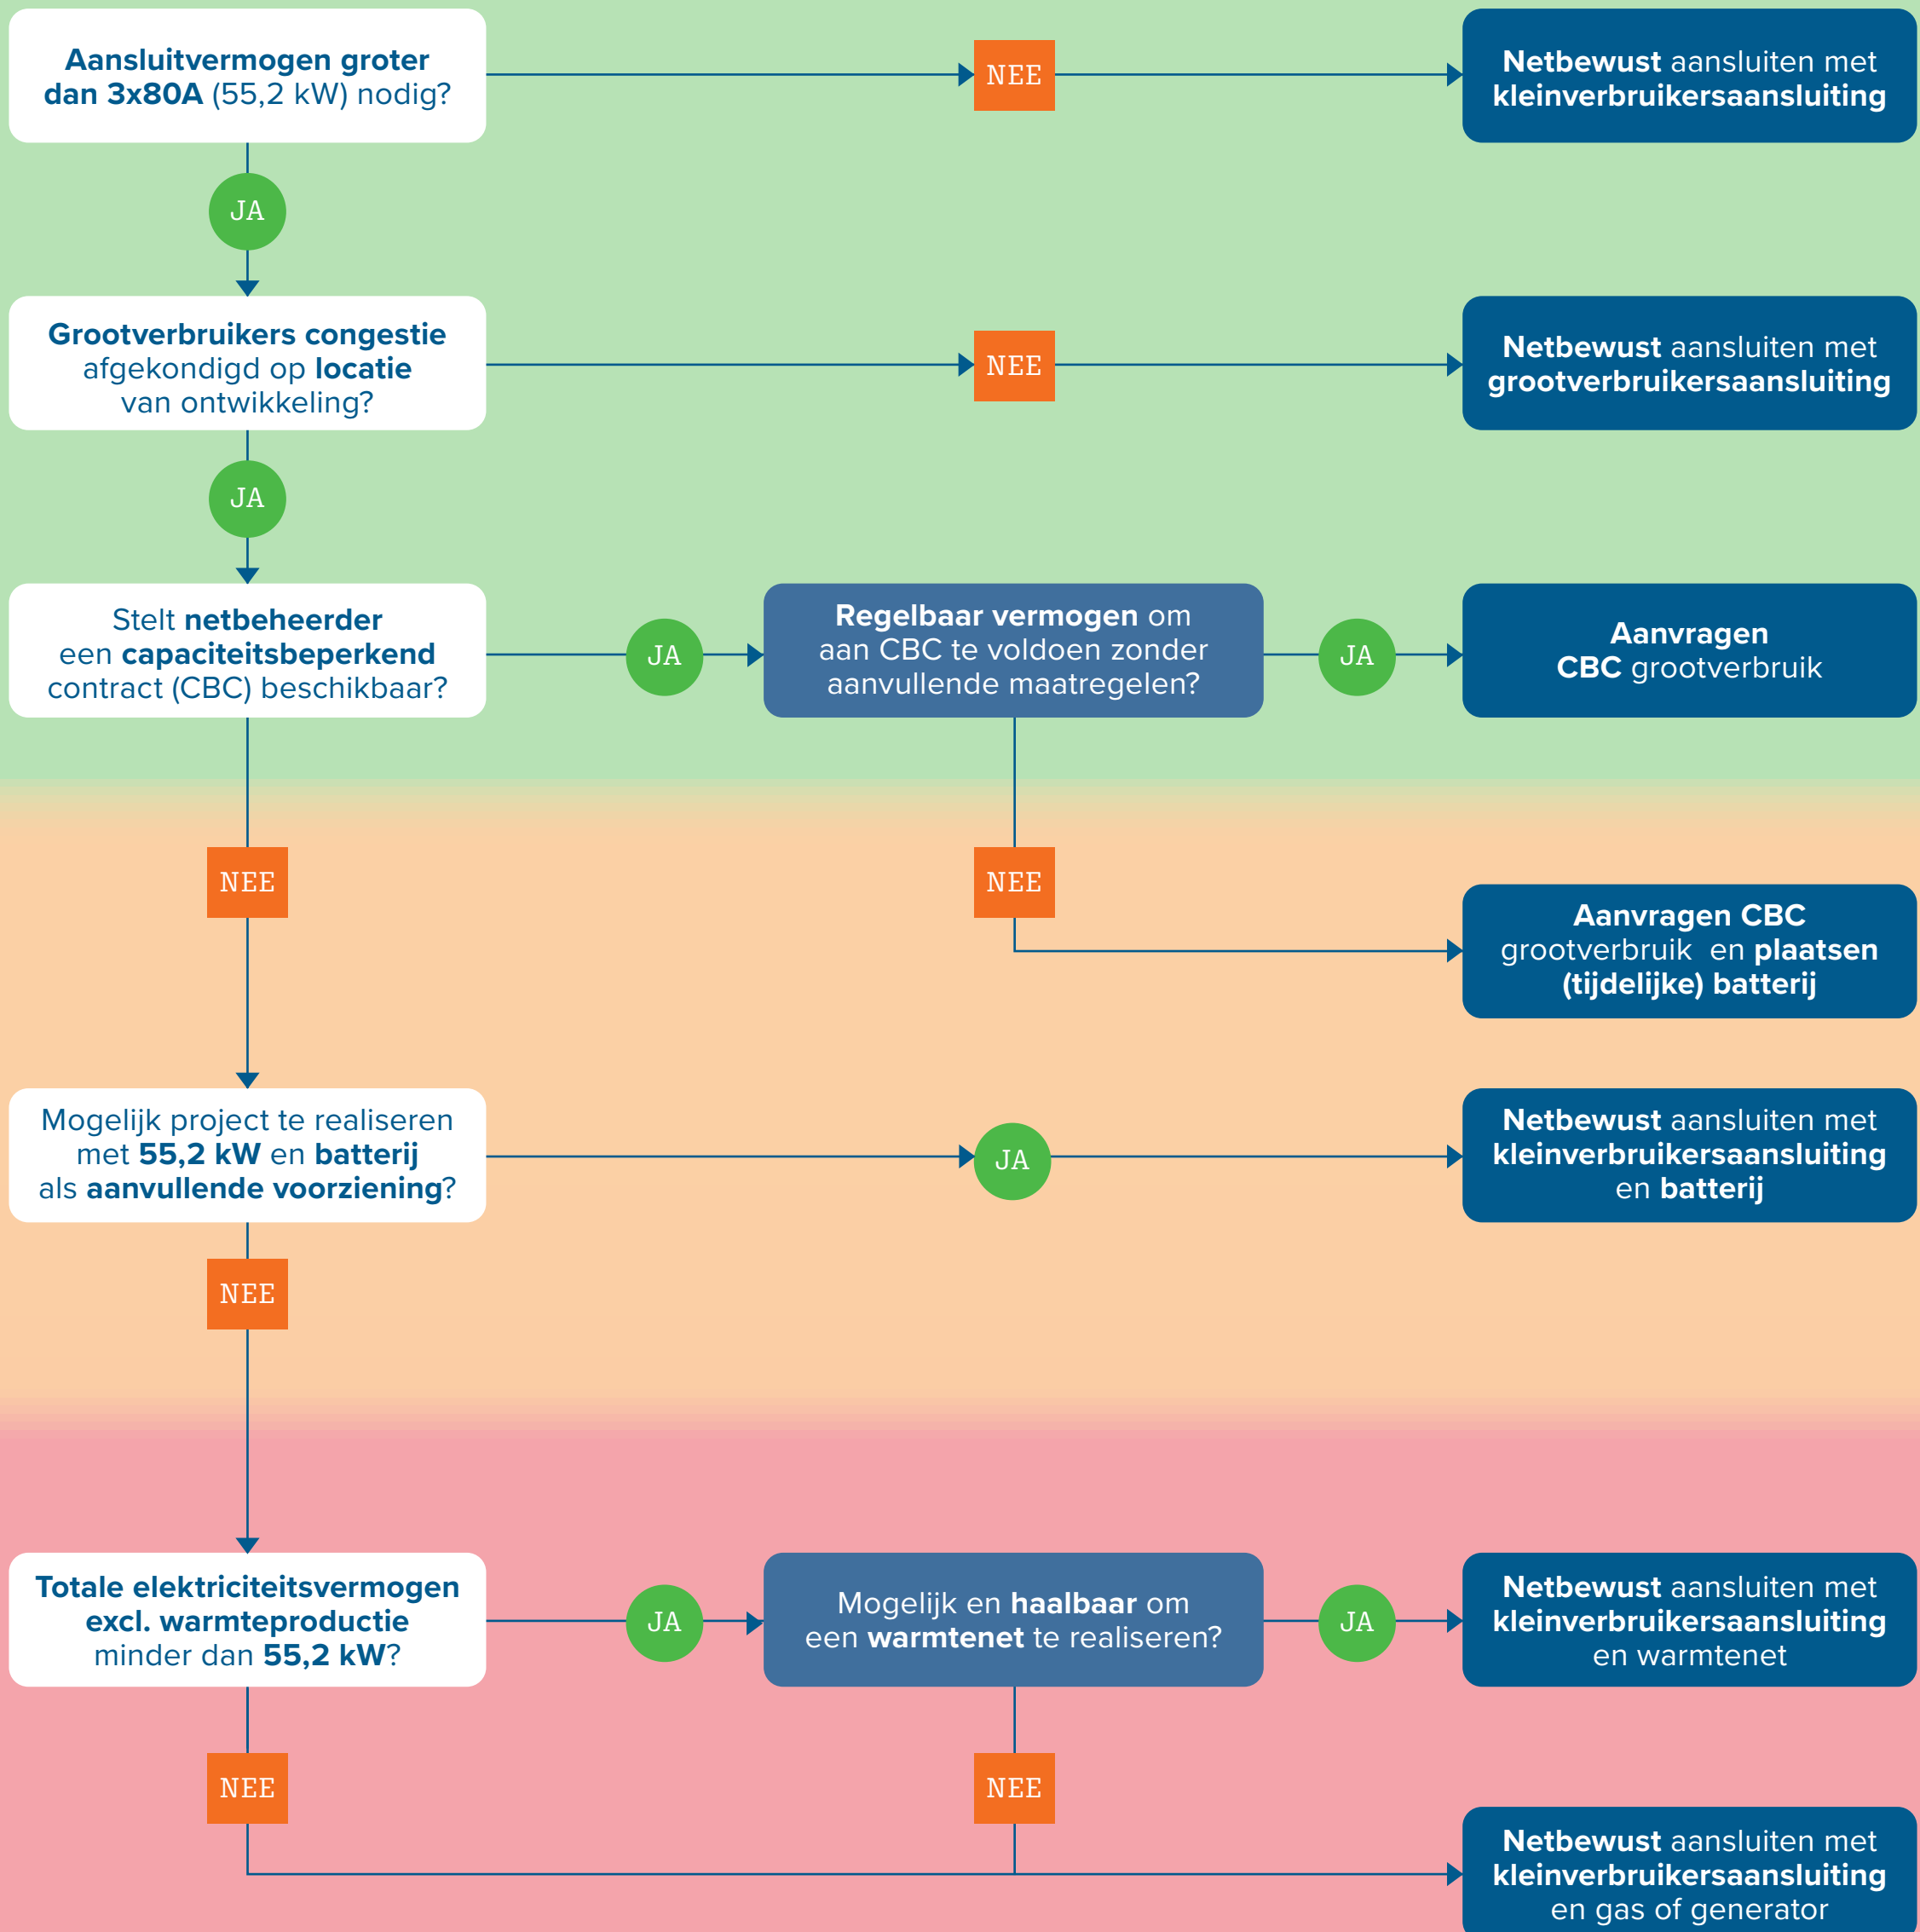 Aansluitvermogen groter
dan 3x80A (55,2 kW) nodig?
NEE
Netbewust aansluiten met
kleinverbruikersaansluiting
JA
Grootverbruikers congestie
afgekondigd op locatie
van ontwikkeling?
NEE
Netbewust aansluiten met
grootverbruikersaansluiting
JA
Stelt netbeheerder
een capaciteitsbeperkend
contract (CBC) beschikbaar?
JA
Regelbaar vermogen om
aan CBC te voldoen zonder
aanvullende maatregelen?
JA
Aanvragen
CBC grootverbruik
NEE
NEE
Aanvragen CBC
grootverbruik en plaatsen
(tijdelijke) batterij
Mogelijk project te realiseren
met 55,2 kW en batterij
als aanvullende voorziening?
JA
Netbewust aansluiten met
kleinverbruikersaansluiting
en batterij
NEE
Totale elektriciteitsvermogen
excl. warmteproductie
minder dan 55,2 kW?
JA
Mogelijk en haalbaar om
een warmtenet te realiseren?
JA
Netbewust aansluiten met
kleinverbruikersaansluiting
en warmtenet
NEE
NEE
Netbewust aansluiten met
kleinverbruikersaansluiting
en gas of generator